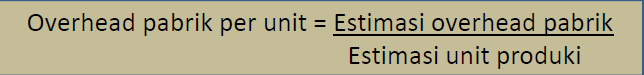 Overhead pabrik per unit = Estimasi overhead pabrik
Estimasi unit produki